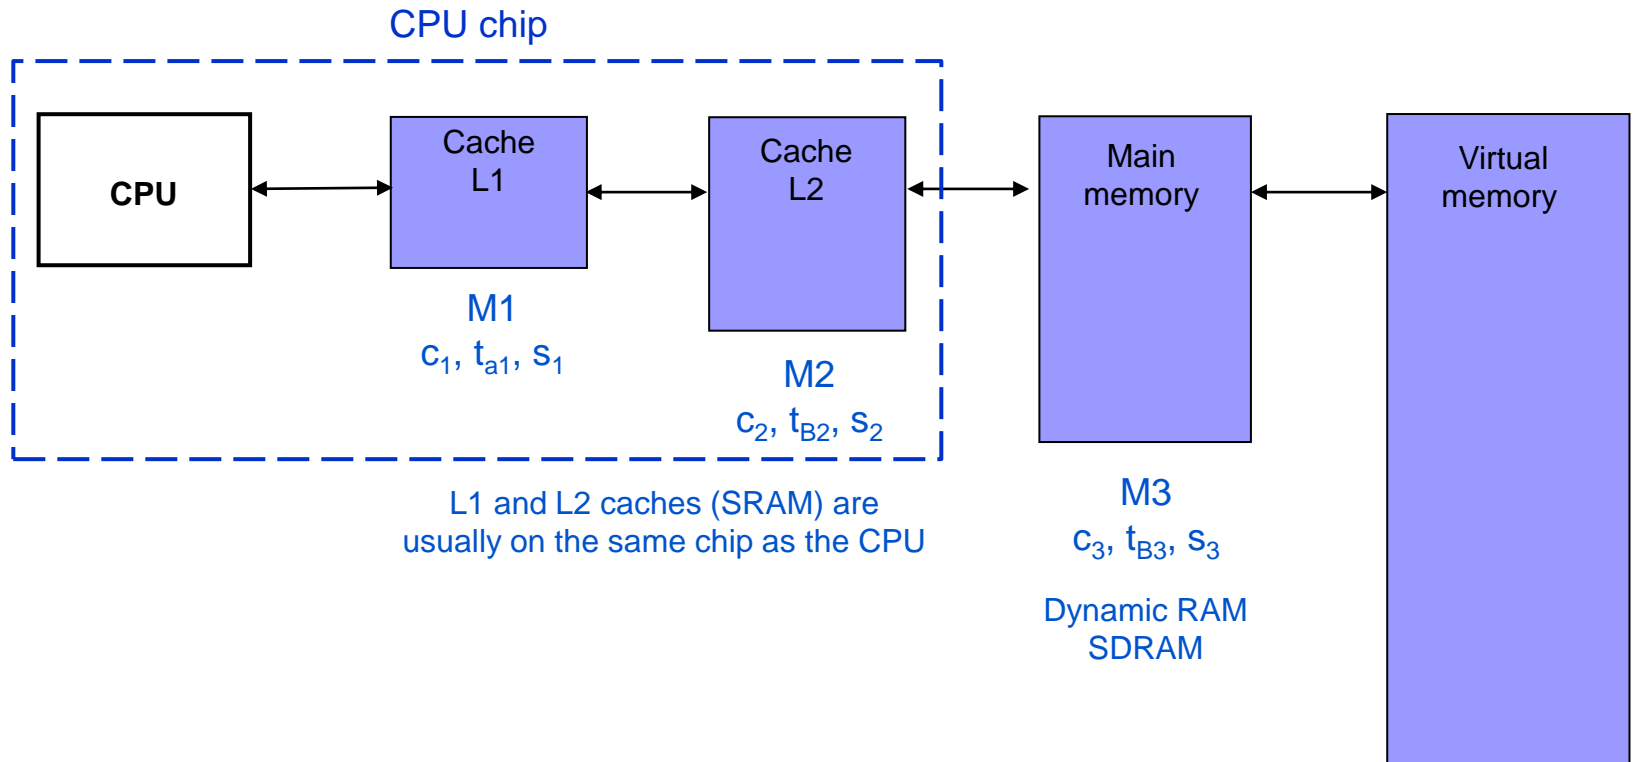 CPU chip
CPU
Cache
L1
Cache
L2
Main
memory
Virtual
memory
M1
c₁, tₐ₁, s₁
M2
c₂, t_B2, s₂
L1 and L2 caches (SRAM) are
usually on the same chip as the CPU
M3
c₃, t_B3, s₃
Dynamic RAM
SDRAM